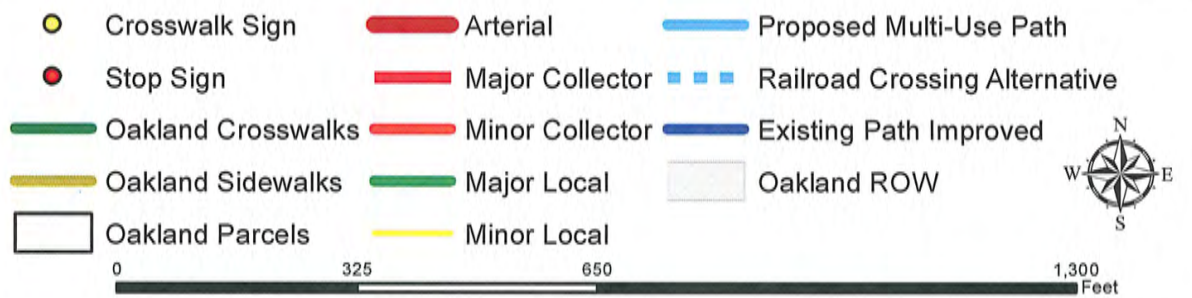 Crosswalk Sign
Stop Sign
Oakland Crosswalks
Oakland Sidewalks
Oakland Parcels
Arterial
Major Collector
Minor Collector
Major Local
Minor Local
Proposed Multi-Use Path
Railroad Crossing Alternative
Existing Path Improved
Oakland ROW
N
W E
S
0 325 650 1,300
Feet